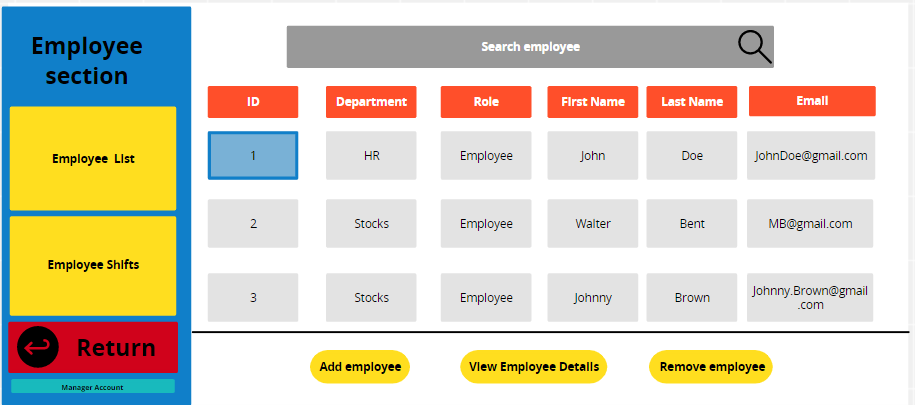 Employee
section
Employee List
Employee Shifts
Return
Manager Account
Search employee
ID Department Role First Name Last Name Email
1 HR Employee John Doe JohnDoe@gmail.com
2 Stocks Employee Walter Bent MB@gmail.com
3 Stocks Employee Johnny Brown Johnny.Brown@gmail
.com
Add employee View Employee Details Remove employee